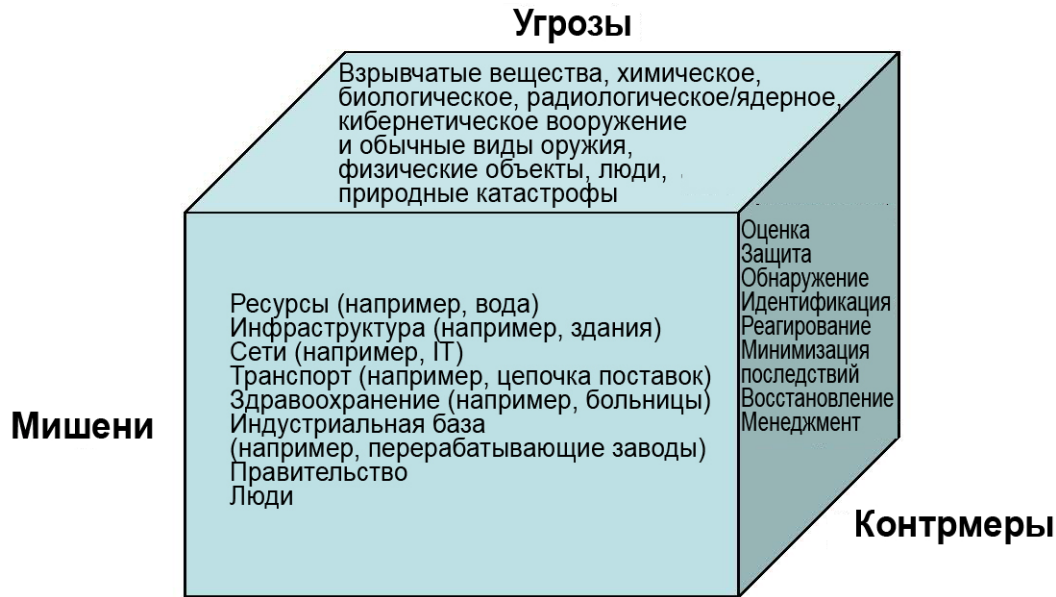 Угрозы
Взрывчатые вещества, химическое,
биологическое, радиологическое/ядерное,
кибернетическое вооружение
и обычные виды оружия,
физические объекты, люди,
природные катастрофы
Оценка
Защита
Обнаружение
Идентификация
Реагирование
Минимизация
последствий
Восстановление
Менеджмент
Ресурсы (например, вода)
Инфраструктура (например, здания)
Сети (например, IT)
Транспорт (например, цепочка поставок)
Здравоохранение (например, больницы)
Индустриальная база
(например, перерабатывающие заводы)
Правительство
Люди
Мишени
Контрмеры